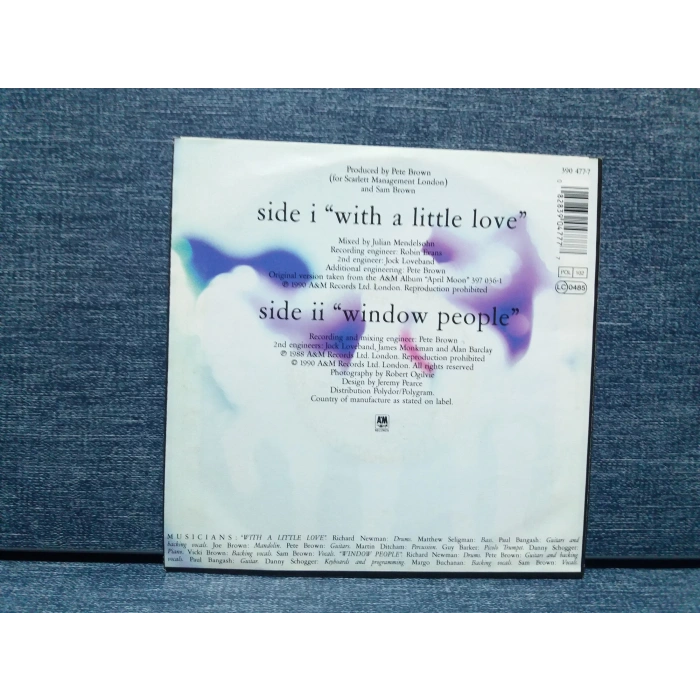 Produced by Pete Brown
(for Scarlett Management London)
and Sam Brown
390 477-7
side i "with a little love"
Mixed by Julian Mendelsohn
Recording engineer: Robin Evans
2nd engineer: Jock Loveband
Additional engineering: Pete Brown
Original version taken from the A&M Album "April Moon" 397 036-1
℗ 1990 A&M Records Ltd. London. Reproduction prohibited
LC 0485
side ii "window people"
Recording and mixing engineer: Pete Brown
2nd engineers: Jock Loveband, James Monkman and Alan Barclay
℗ 1988 A&M Records Ltd. London. Reproduction prohibited
© 1990 A&M Records Ltd. London. All rights reserved
Photography by Robert Ogilvie
Design by Jeremy Pearce
Distribution Polydor/Polygram.
Country of manufacture as stated on label.
A&M
RECORDS
MUSICIANS: "WITH A LITTLE LOVE" Richard Newman: Drums. Matthew Seligman: Bass. Paul Bangash: Guitars and
backing vocals. Joe Brown: Mandolin. Pete Brown: Guitars. Martin Ditcham: Percussion. Guy Barker: Trumpet. Danny Schogger:
Piano. Vicki Brown: Backing vocals. Sam Brown: Vocals. "WINDOW PEOPLE". Richard Newman: Drums. Pete Brown: Guitars and backing
vocals. Paul Bangash: Guitar. Danny Schogger: Keyboards and programming. Margo Buchanan: Backing vocals. Sam Brown: Vocals.